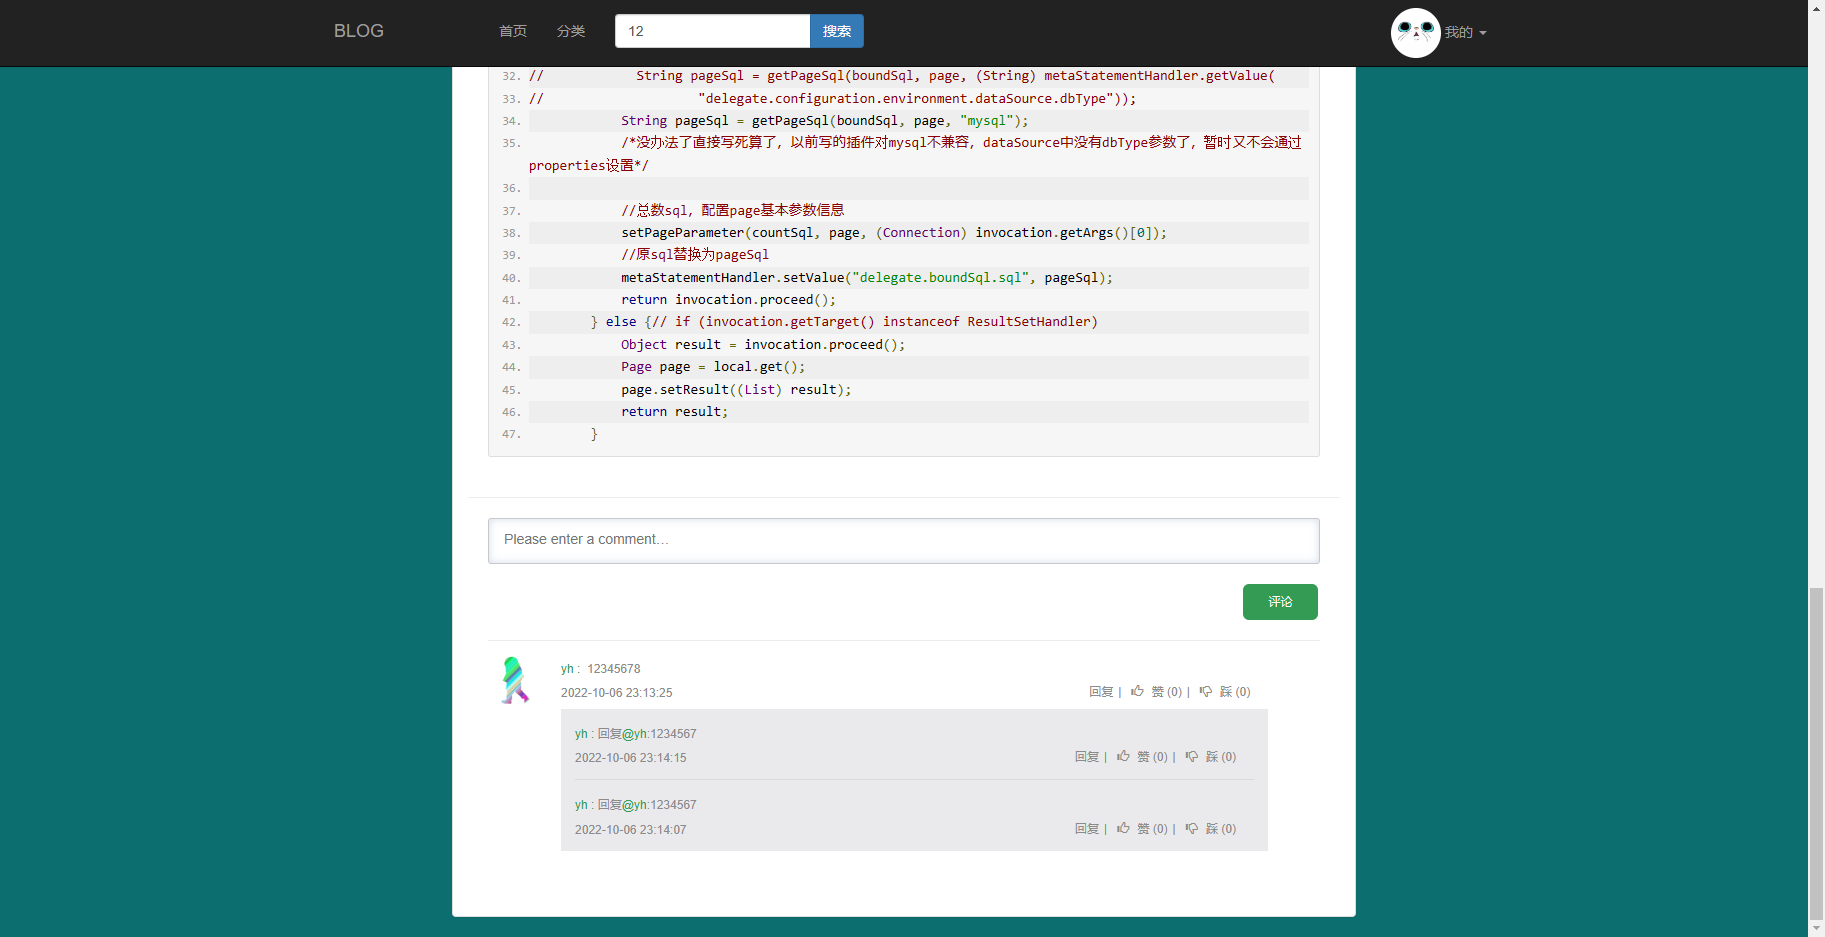 BLOG 首页 分类 12 搜索 我的
32. //            String pageSql = getPageSql(boundSql, page, (String) metaStatementHandler.getValue(
33. //                    "delegate.configuration.environment.dataSource.dbType"));
34.             String pageSql = getPageSql(boundSql, page, "mysql");
35.             /*没办法了直接写死算了, 以前写的插件对mysql不兼容, dataSource中没有dbType参数了, 暂时又不会通过
properties设置*/
36.
37.             //总数sql, 配置page基本参数信息
38.             setPageParameter(countSql, page, (Connection) invocation.getArgs()[0]);
39.             //原sql替换为pageSql
40.             metaStatementHandler.setValue("delegate.boundSql.sql", pageSql);
41.             return invocation.proceed();
42.         } else {// if (invocation.getTarget() instanceof ResultSetHandler)
43.             Object result = invocation.proceed();
44.             Page page = local.get();
45.             page.setResult((List) result);
46.             return result;
47.         }
Please enter a comment…
评论
yh : 12345678
2022-10-06 23:13:25 回复 | 赞 (0) | 踩 (0)
yh : 回复@yh:1234567
2022-10-06 23:14:15 回复 | 赞 (0) | 踩 (0)
yh : 回复@yh:1234567
2022-10-06 23:14:07 回复 | 赞 (0) | 踩 (0)